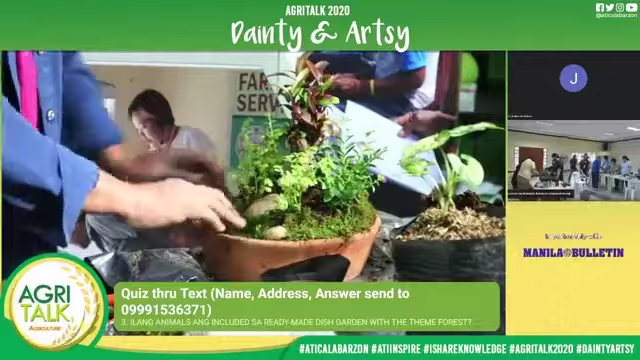 AGRITALK 2020
Dainty & Artsy
@aticalabarzon
FAR
SERV
J
AGRI
TALK
AGRICULTURE
MANILA BULLETIN
Quiz thru Text (Name, Address, Answer send to
09991536371)
3. ILANG ANIMALS ANG INCLUDED SA READY-MADE DISH GARDEN WITH THE THEME FOREST?
#ATICALABARZON #ATIINSPIRE #ISHAREKNOWLEDGE #AGRITALK2020 #DAINTYARTSY